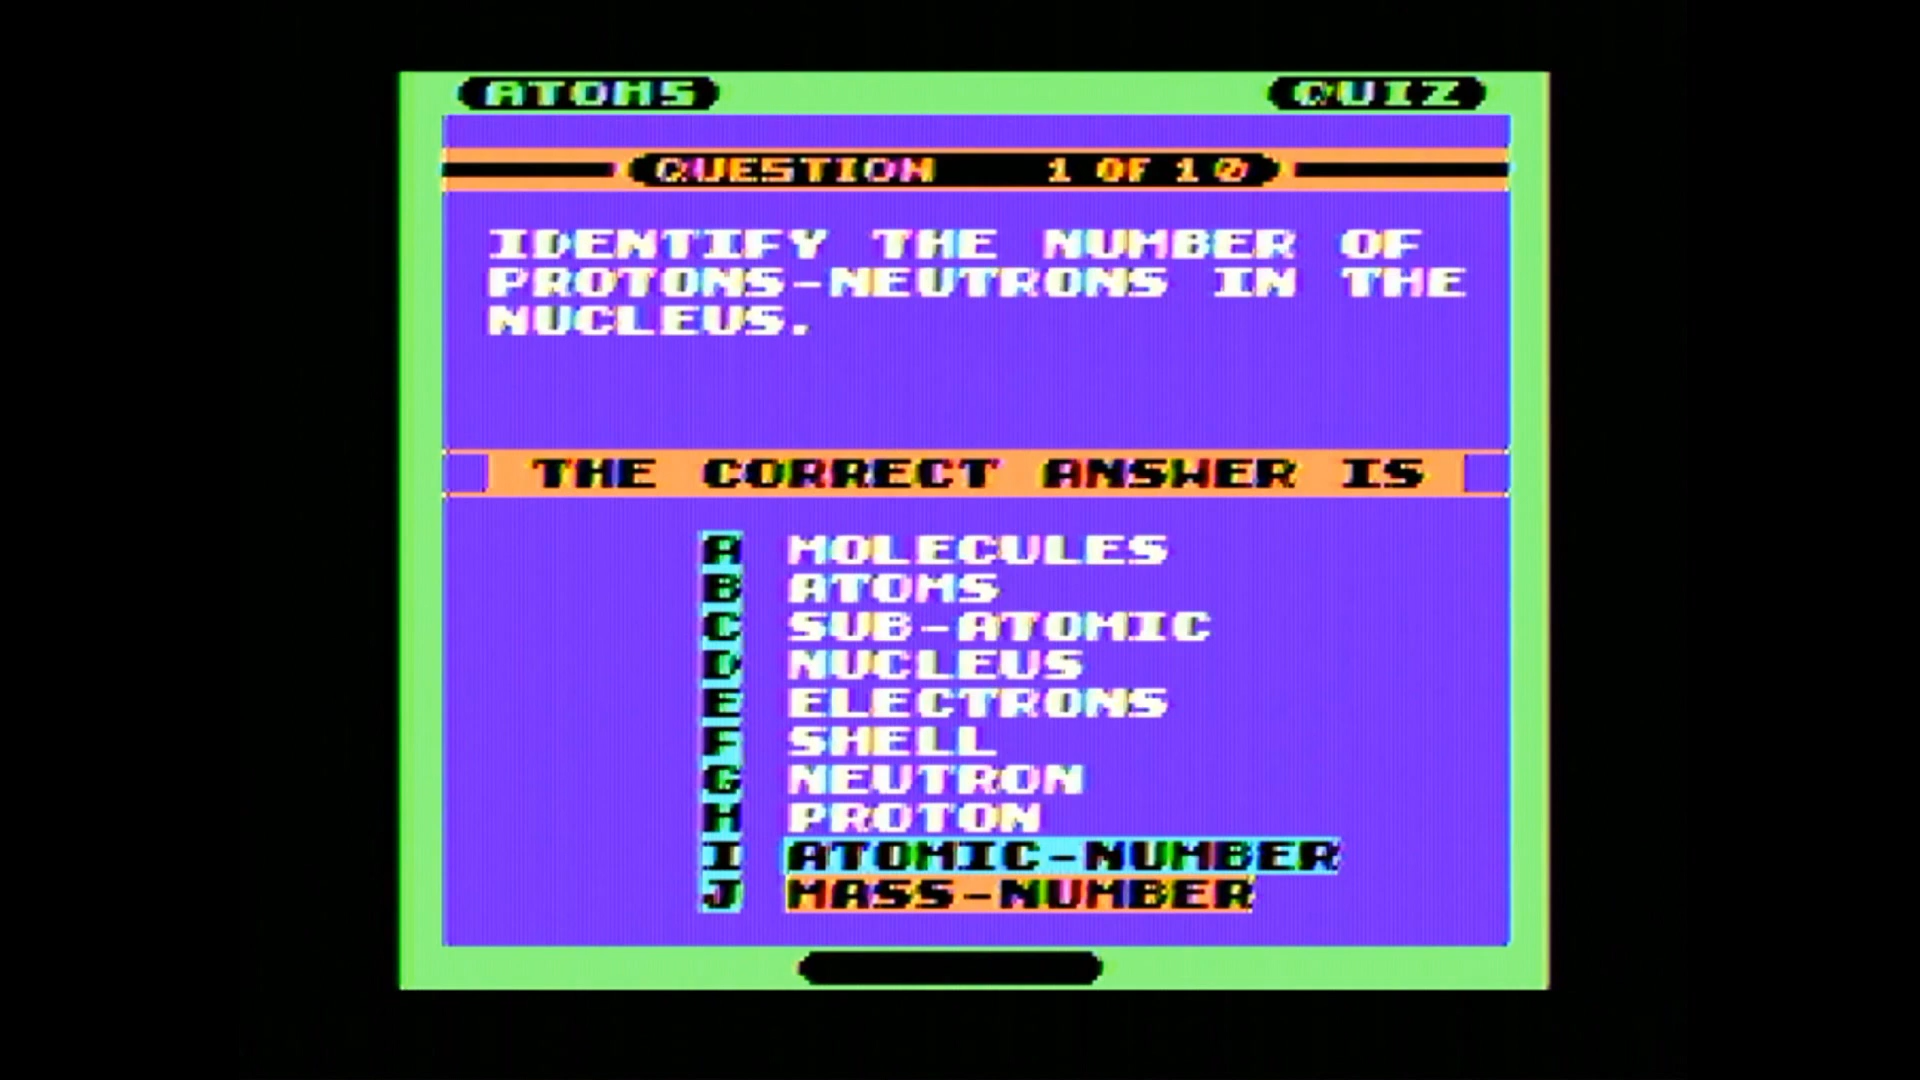 ATOMS QUIZ
QUESTION 1 OF 10
IDENTIFY THE NUMBER OF
PROTONS-NEUTRONS IN THE
NUCLEUS.
THE CORRECT ANSWER IS
A MOLECULES
B ATOMS
C SUB-ATOMIC
D NUCLEUS
E ELECTRONS
F SHELL
G NEUTRON
H PROTON
I ATOMIC-NUMBER
J MASS-NUMBER